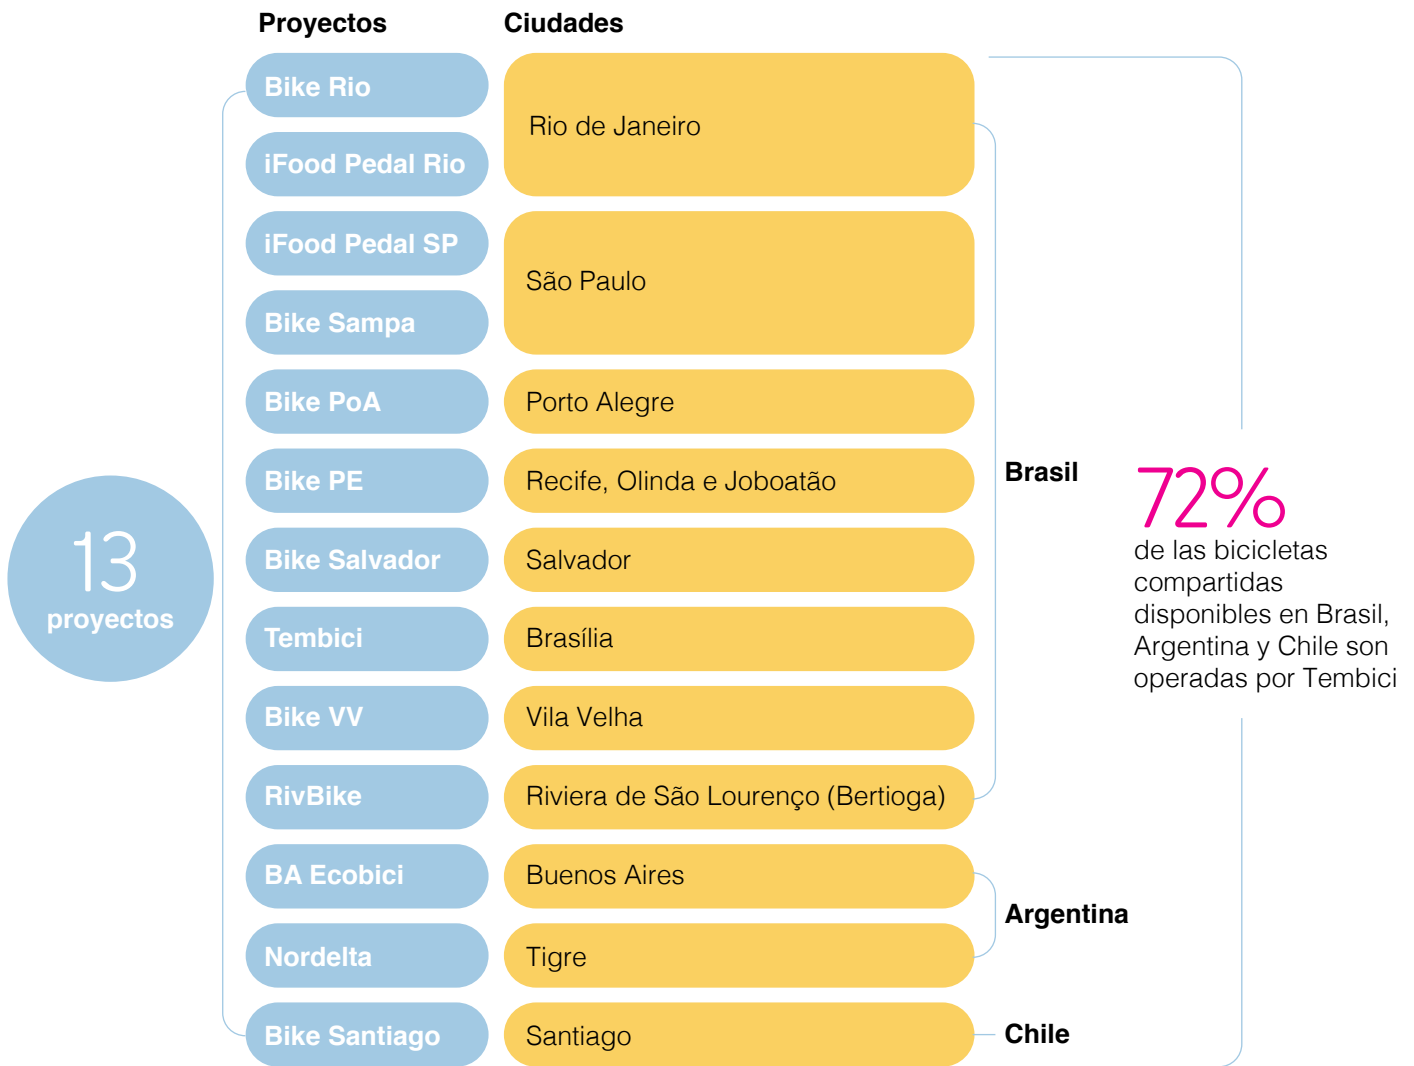 Proyectos Ciudades
Bike Rio
iFood Pedal Rio
Rio de Janeiro
iFood Pedal SP
Bike Sampa
São Paulo
Bike PoA Porto Alegre
Bike PE Recife, Olinda e Joboatão
Bike Salvador Salvador
Tembici Brasília
Bike VV Vila Velha
RivBike Riviera de São Lourenço (Bertioga)
BA Ecobici Buenos Aires
Nordelta Tigre
Bike Santiago Santiago
13
proyectos
Brasil
Argentina
Chile
72%
de las bicicletas
compartidas
disponibles en Brasil,
Argentina y Chile son
operadas por Tembici